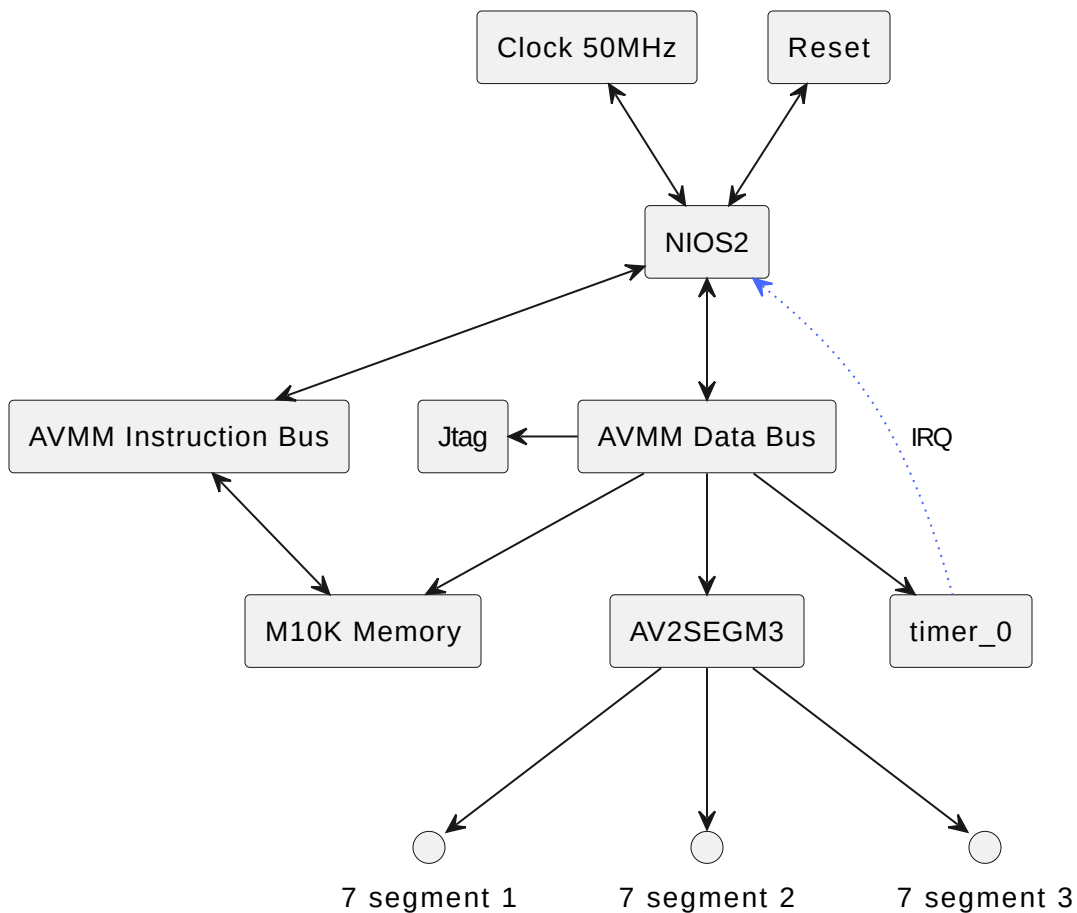 Clock 50MHz
Reset
NIOS2
AVMM Instruction Bus
Jtag
AVMM Data Bus
IRQ
M10K Memory
AV2SEGM3
timer_0
7 segment 1
7 segment 2
7 segment 3